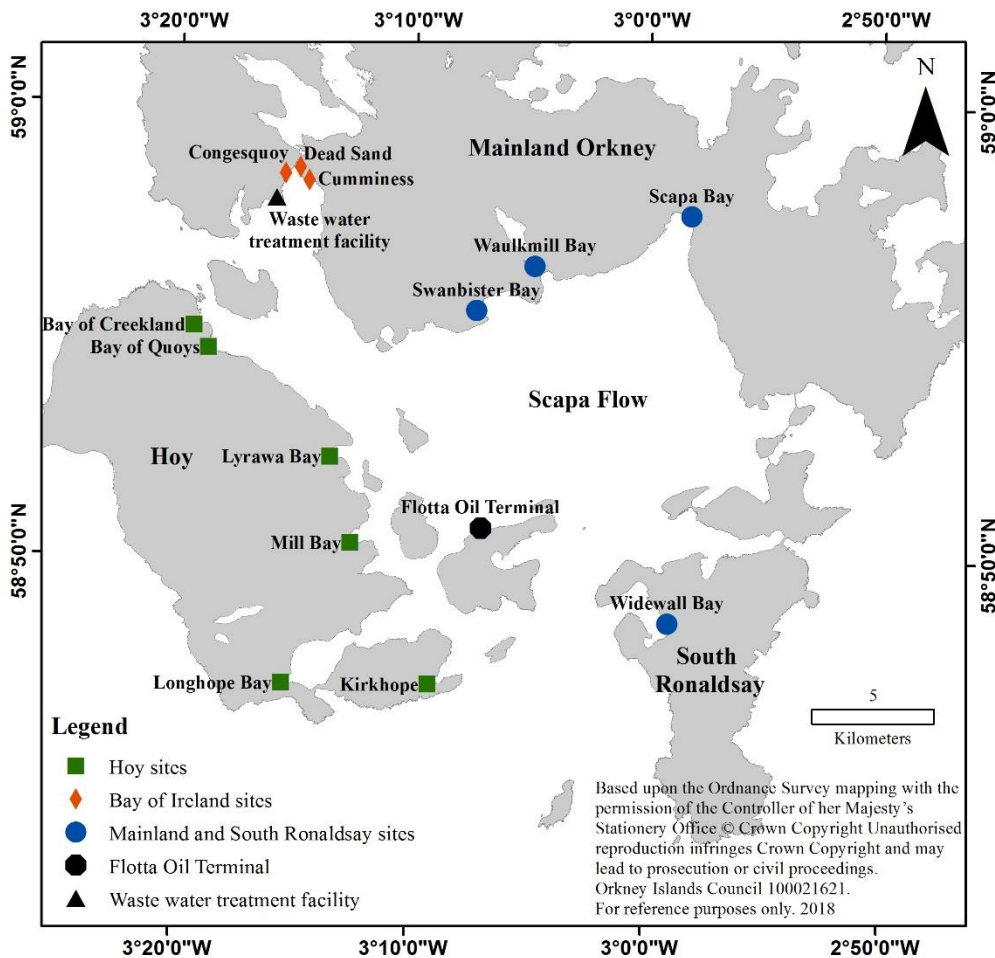 3°20'0"W
3°10'0"W
3°0'0"W
2°50'0"W
59°0'0"N
59°0'0"N
N
Mainland Orkney
Congesquoy
Dead Sand
Cumminess
Scapa Bay
Waste water
treatment facility
Waulkmill Bay
Swanbister Bay
Bay of Creekland
Bay of Quoys
Scapa Flow
Hoy
Lyrawa Bay
Flotta Oil Terminal
Mill Bay
58°50'0"N
58°50'0"N
Widewall Bay
South
Ronaldsay
Longhope Bay
Kirkhope
5
Kilometers
Legend
Hoy sites
Bay of Ireland sites
Mainland and South Ronaldsay sites
Flotta Oil Terminal
Waste water treatment facility
Based upon the Ordnance Survey mapping with the
permission of the Controller of her Majesty's
Stationery Office © Crown Copyright Unauthorised
reproduction infringes Crown Copyright and may
lead to prosecution or civil proceedings.
Orkney Islands Council 100021621.
For reference purposes only. 2018
3°20'0"W
3°10'0"W
3°0'0"W
2°50'0"W